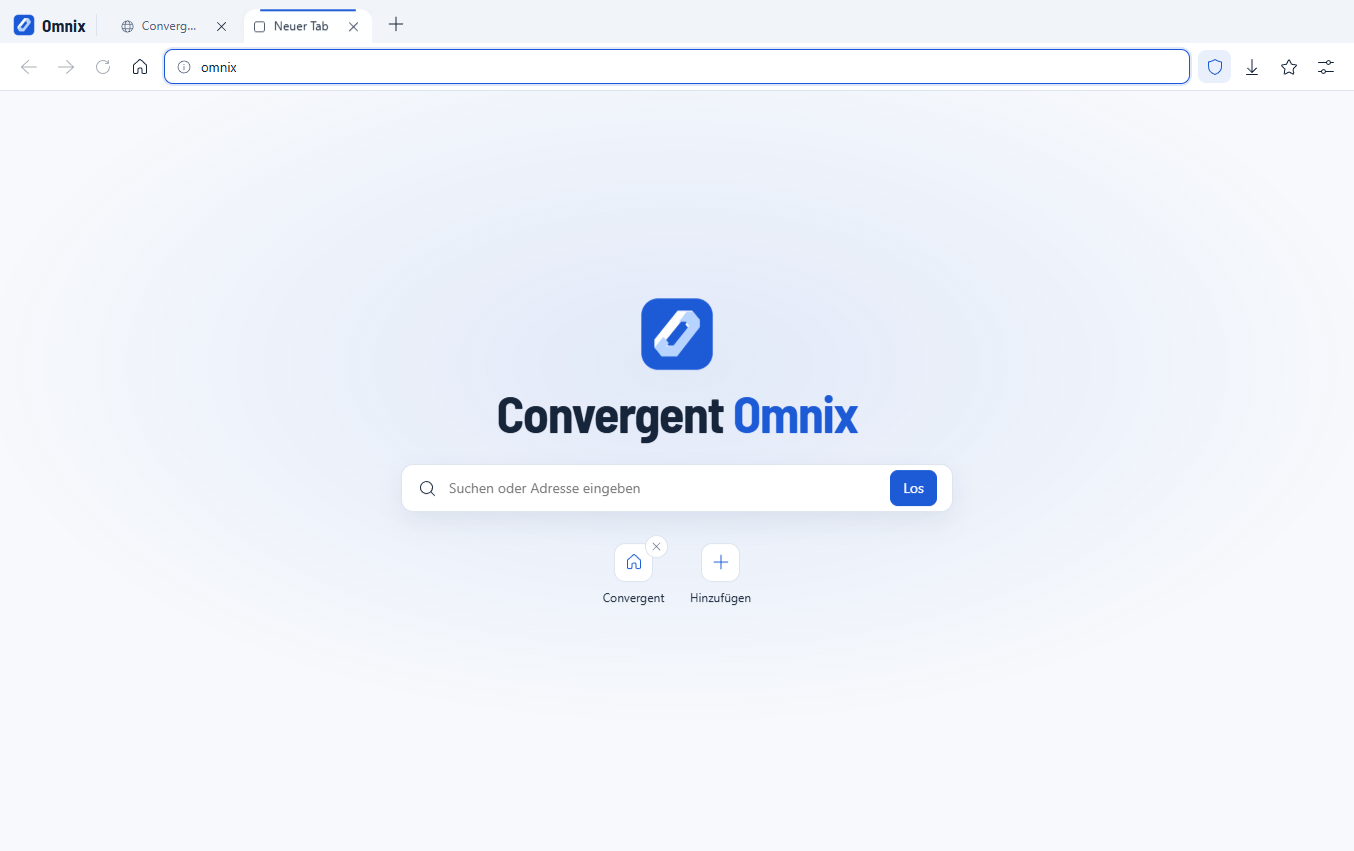 Omnix
Converg...
Neuer Tab
omnix
Convergent Omnix
Suchen oder Adresse eingeben
Los
Convergent
Hinzufügen